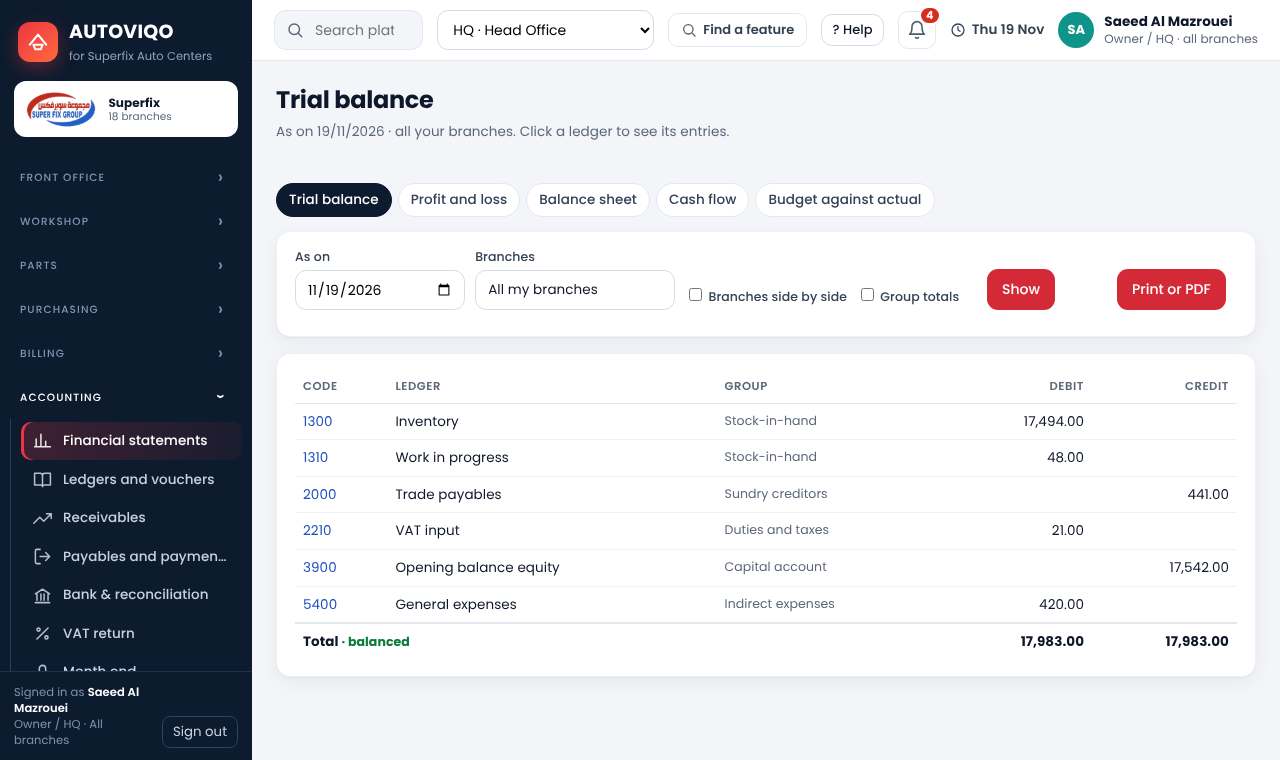 AUTOVIQO
for Superfix Auto Centers
مجموعة سوبر فكس
SUPER FIX GROUP
Superfix
18 branches
FRONT OFFICE
WORKSHOP
PARTS
PURCHASING
BILLING
ACCOUNTING
Financial statements
Ledgers and vouchers
Receivables
Payables and paymen...
Bank & reconciliation
VAT return
Month end
Signed in as Saeed Al
Mazrouei
Owner / HQ · All
branches
Sign out
Search plat
HQ · Head Office
Find a feature
? Help
4
Thu 19 Nov
SA
Saeed Al Mazrouei
Owner / HQ · all branches
Trial balance
As on 19/11/2026 · all your branches. Click a ledger to see its entries.
Trial balance
Profit and loss
Balance sheet
Cash flow
Budget against actual
As on
Branches
11/19/2026
All my branches
Branches side by side
Group totals
Show
Print or PDF
CODE LEDGER GROUP DEBIT CREDIT
1300 Inventory Stock-in-hand 17,494.00
1310 Work in progress Stock-in-hand 48.00
2000 Trade payables Sundry creditors 441.00
2210 VAT input Duties and taxes 21.00
3900 Opening balance equity Capital account 17,542.00
5400 General expenses Indirect expenses 420.00
Total · balanced 17,983.00 17,983.00